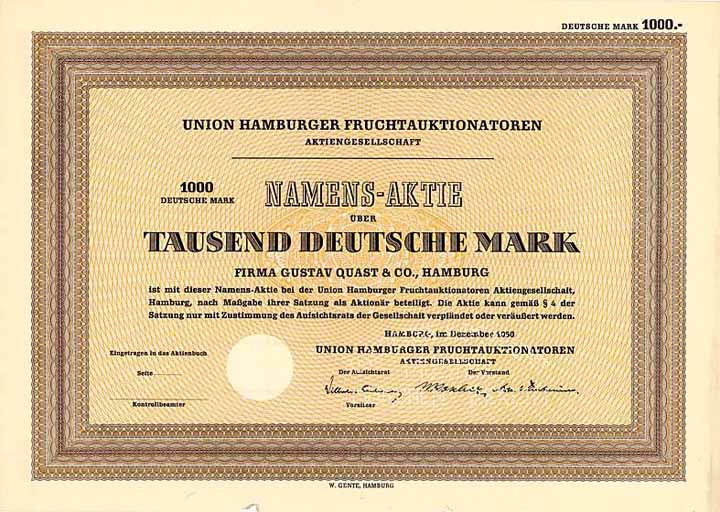 DEUTSCHE MARK 1000.-
UNION HAMBURGER FRUCHTAUKTIONATOREN
AKTIENGESELLSCHAFT
1000
DEUTSCHE MARK
NAMENS-AKTIE
ÜBER
TAUSEND DEUTSCHE MARK
FIRMA GUSTAV QUAST & CO., HAMBURG
ist mit dieser Namens-Aktie bei der Union Hamburger Fruchtauktionatoren Aktiengesellschaft,
Hamburg, nach Maßgabe ihrer Satzung als Aktionär beteiligt. Die Aktie kann gemäß § 4 der
Satzung nur mit Zustimmung des Aufsichtsrats der Gesellschaft verpfändet oder veräußert werden.
HAMBURG, im Dezember 1950
Eingetragen in das Aktienbuch
UNION HAMBURGER FRUCHTAUKTIONATOREN
AKTIENGESELLSCHAFT
Seite
Der Aufsichtsrat
Der Vorstand
Kontrollbeamter
Vorsitzer
W. GENTE, HAMBURG